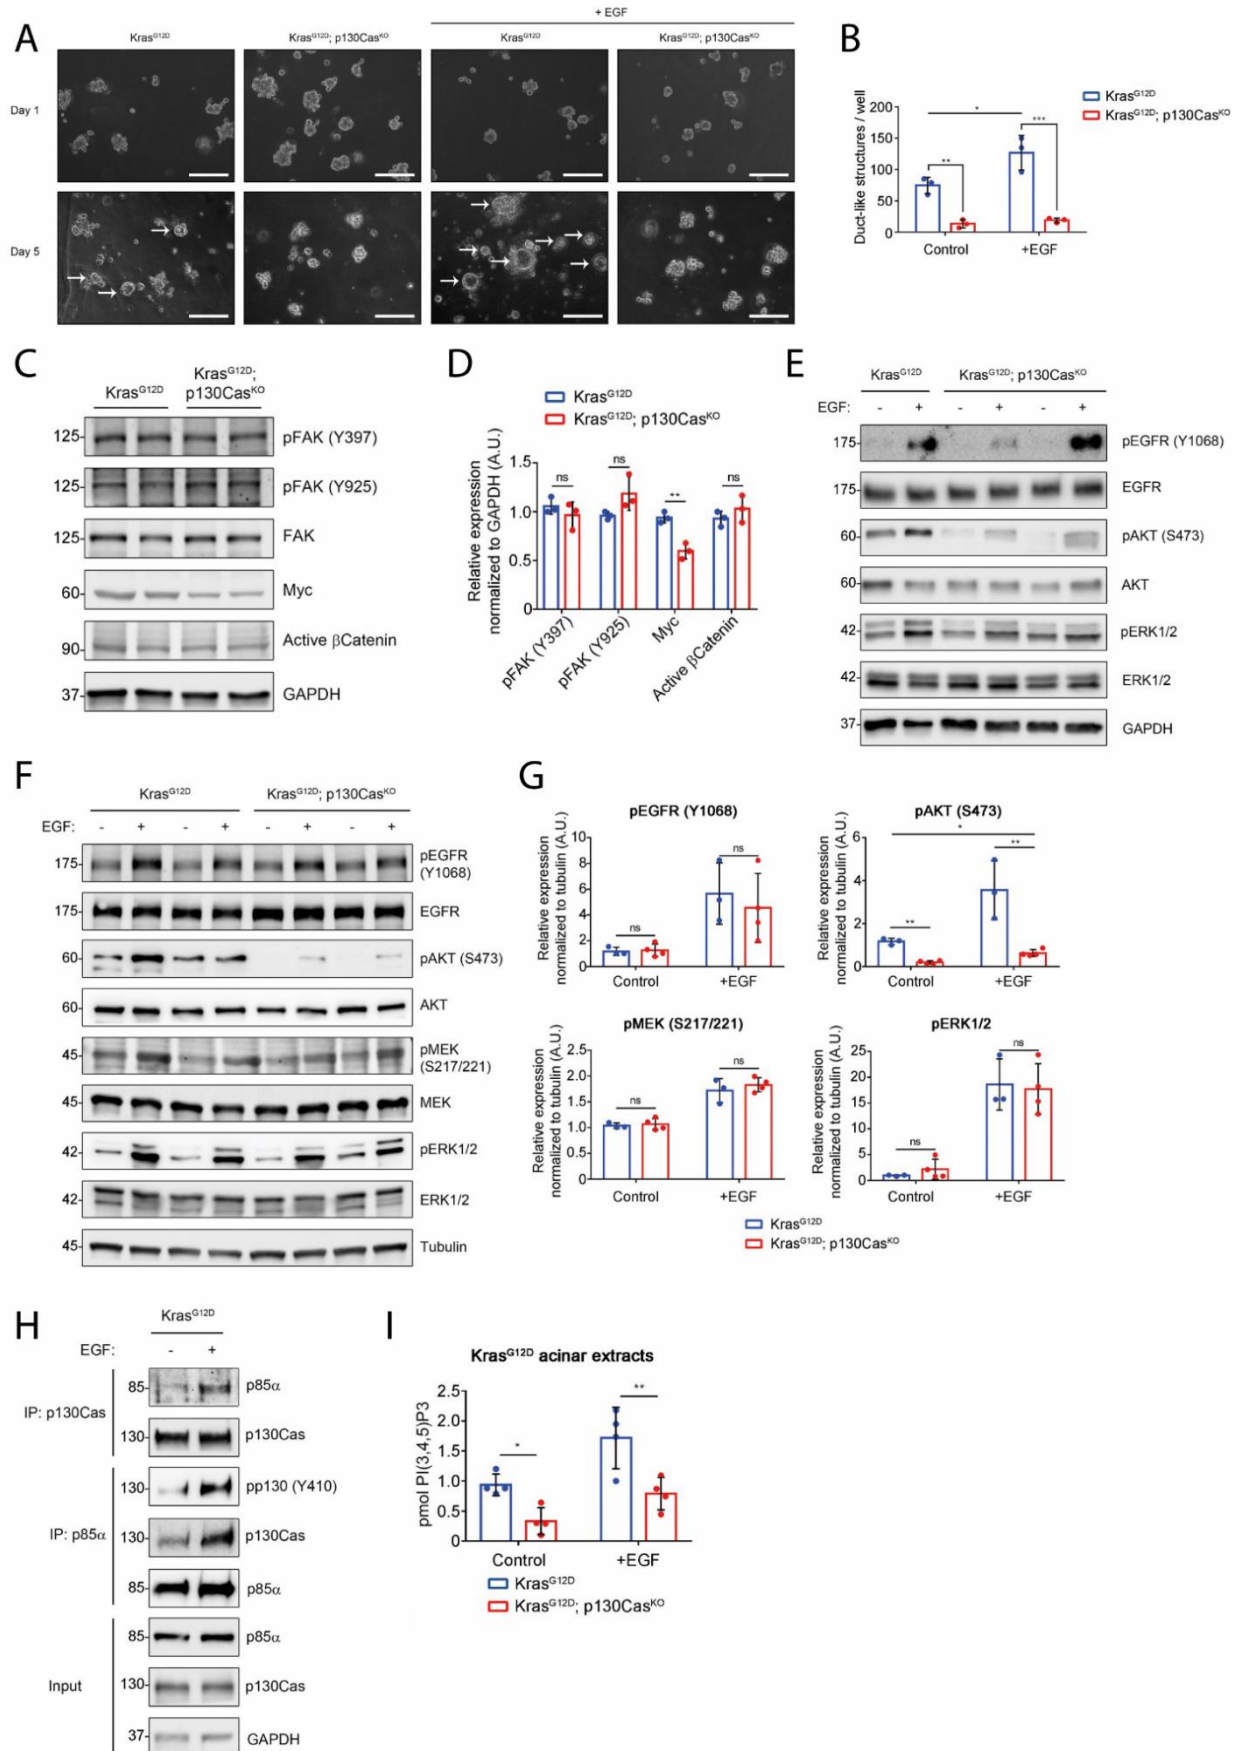 + EGF
A
Kras^G12D
Kras^G12D; p130Cas^KO
Kras^G12D
Kras^G12D; p130Cas^KO
Day 1
Day 5
B
Duct-like structures / well
200
150
100
50
0
*
**
***
Control
+EGF
Kras^G12D
Kras^G12D; p130Cas^KO
C
Kras^G12D
Kras^G12D;
p130Cas^KO
125-
pFAK (Y397)
125-
pFAK (Y925)
125-
FAK
60-
Myc
90-
Active βCatenin
37-
GAPDH
D
Kras^G12D
Kras^G12D; p130Cas^KO
Relative expression
normalized to GAPDH (A.U.)
1.5
1.0
0.5
0
ns
ns
**
ns
pFAK (Y397)
pFAK (Y925)
Myc
Active βCatenin
E
Kras^G12D
Kras^G12D; p130Cas^KO
EGF: - + - + - +
175-
pEGFR (Y1068)
175-
EGFR
60-
pAKT (S473)
60-
AKT
42-
pERK1/2
42-
ERK1/2
37-
GAPDH
F
Kras^G12D
Kras^G12D; p130Cas^KO
EGF: - + - + - + - +
175-
pEGFR
(Y1068)
175-
EGFR
60-
pAKT (S473)
60-
AKT
45-
pMEK
(S217/221)
45-
MEK
42-
pERK1/2
42-
ERK1/2
45-
Tubulin
G
pEGFR (Y1068)
Relative expression
normalized to tubulin (A.U.)
10
8
6
4
2
0
ns
ns
Control
+EGF
pAKT (S473)
Relative expression
normalized to tubulin (A.U.)
6
4
2
0
*
**
**
Control
+EGF
pMEK (S217/221)
Relative expression
normalized to tubulin (A.U.)
2.5
2.0
1.5
1.0
0.5
0
ns
ns
Control
+EGF
pERK1/2
Relative expression
normalized to tubulin (A.U.)
25
20
15
10
5
0
ns
ns
Control
+EGF
Kras^G12D
Kras^G12D; p130Cas^KO
H
Kras^G12D
EGF: - +
IP: p130Cas
85-
p85α
130-
p130Cas
IP: p85α
130-
pp130 (Y410)
130-
p130Cas
85-
p85α
Input
85-
p85α
130-
p130Cas
37-
GAPDH
I
Kras^G12D acinar extracts
pmol PI(3,4,5)P3
2.5
2.0
1.5
1.0
0.5
0
*
**
Control
+EGF
Kras^G12D
Kras^G12D; p130Cas^KO